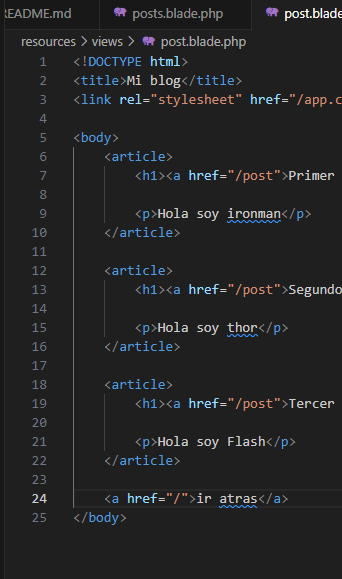 README.md posts.blade.php post.blade
resources > views > post.blade.php
1 <!DOCTYPE html>
2 <title>Mi blog</title>
3 <link rel="stylesheet" href="/app.c
4
5 <body>
6 <article>
7 <h1><a href="/post">Primer
8
9 <p>Hola soy ironman</p>
10 </article>
11
12 <article>
13 <h1><a href="/post">Segundo
14
15 <p>Hola soy thor</p>
16 </article>
17
18 <article>
19 <h1><a href="/post">Tercer
20
21 <p>Hola soy Flash</p>
22 </article>
23
24 <a href="/">ir atras</a>
25 </body>